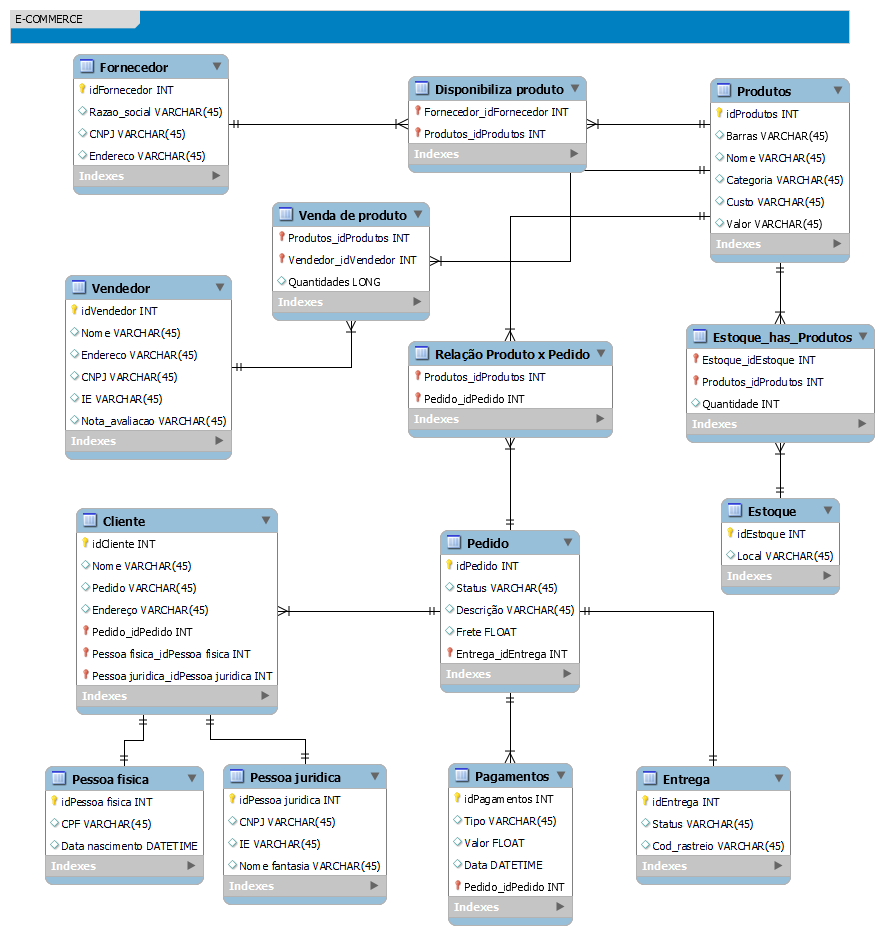 E-COMMERCE
Fornecedor
idFornecedor INT
Razao_social VARCHAR(45)
CNPJ VARCHAR(45)
Endereco VARCHAR(45)
Indexes
Disponibiliza produto
Fornecedor_idFornecedor INT
Produtos_idProdutos INT
Indexes
Produtos
idProdutos INT
Barras VARCHAR(45)
Nome VARCHAR(45)
Categoria VARCHAR(45)
Custo VARCHAR(45)
Valor VARCHAR(45)
Indexes
Venda de produto
Produtos_idProdutos INT
Vendedor_idVendedor INT
Quantidades LONG
Indexes
Vendedor
idVendedor INT
Nome VARCHAR(45)
Endereco VARCHAR(45)
CNPJ VARCHAR(45)
IE VARCHAR(45)
Nota_avaliacao VARCHAR(45)
Indexes
Relação Produto x Pedido
Produtos_idProdutos INT
Pedido_idPedido INT
Indexes
Estoque_has_Produtos
Estoque_idEstoque INT
Produtos_idProdutos INT
Quantidade INT
Indexes
Estoque
idEstoque INT
Local VARCHAR(45)
Indexes
Cliente
idCliente INT
Nome VARCHAR(45)
Pedido VARCHAR(45)
Endereço VARCHAR(45)
Pedido_idPedido INT
Pessoa fisica_idPessoa fisica INT
Pessoa juridica_idPessoa juridica INT
Indexes
Pedido
idPedido INT
Status VARCHAR(45)
Descrição VARCHAR(45)
Frete FLOAT
Entrega_idEntrega INT
Indexes
Pessoa fisica
idPessoa fisica INT
CPF VARCHAR(45)
Data nascimento DATETIME
Indexes
Pessoa juridica
idPessoa juridica INT
CNPJ VARCHAR(45)
IE VARCHAR(45)
Nome fantasia VARCHAR(45)
Indexes
Pagamentos
idPagamentos INT
Tipo VARCHAR(45)
Valor FLOAT
Data DATETIME
Pedido_idPedido INT
Indexes
Entrega
idEntrega INT
Status VARCHAR(45)
Cod_rastreio VARCHAR(45)
Indexes